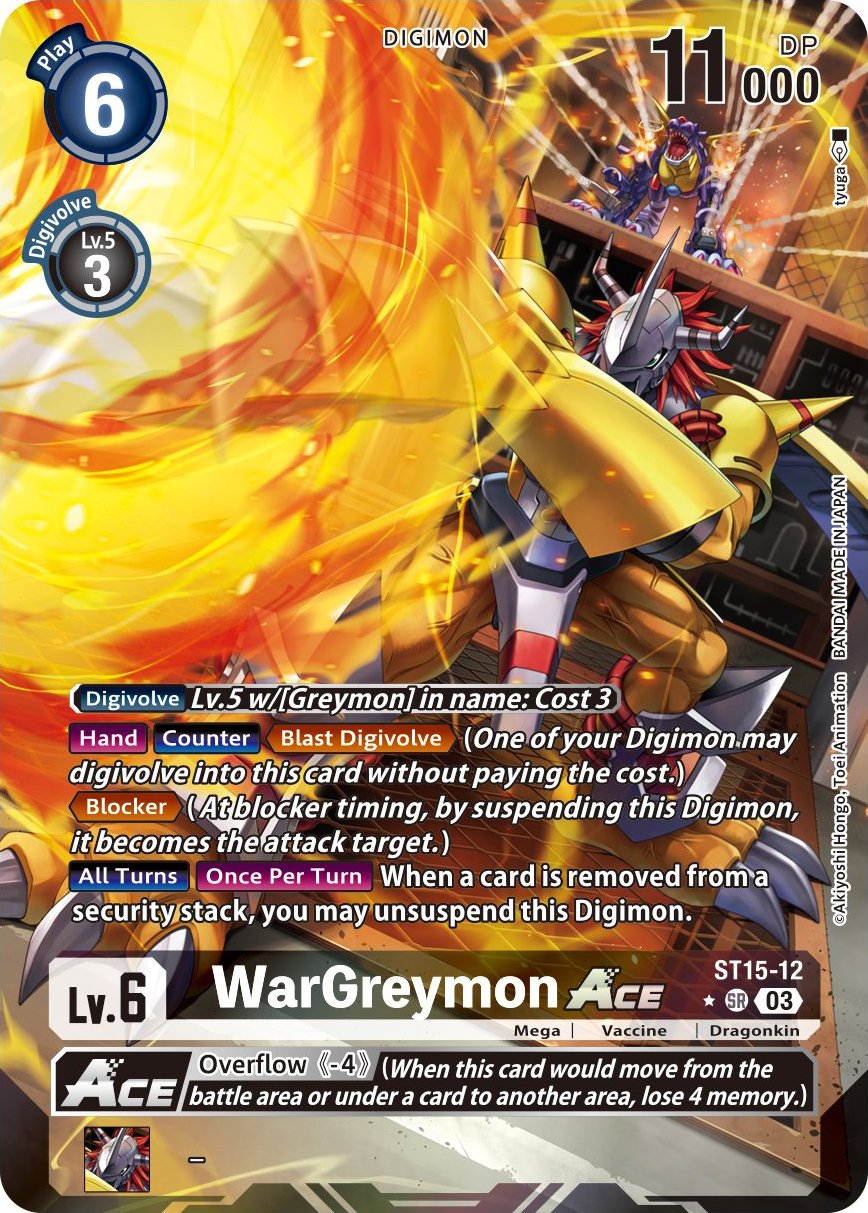 Play
6
DIGIMON
11000
DP
Digivolve
Lv.5
3
tyuga
Digivolve Lv.5 w/[Greymon] in name: Cost 3
Hand Counter Blast Digivolve (One of your Digimon may
digivolve into this card without paying the cost.)
Blocker (At blocker timing, by suspending this Digimon,
it becomes the attack target.)
All Turns Once Per Turn When a card is removed from a
security stack, you may unsuspend this Digimon.
©Akiyoshi Hongo, Toei Animation BANDAI MADE IN JAPAN
Lv.6
WarGreymon ACE
ST15-12
SR 03
Mega | Vaccine | Dragonkin
ACE
Overflow《-4》(When this card would move from the
battle area or under a card to another area, lose 4 memory.)
-